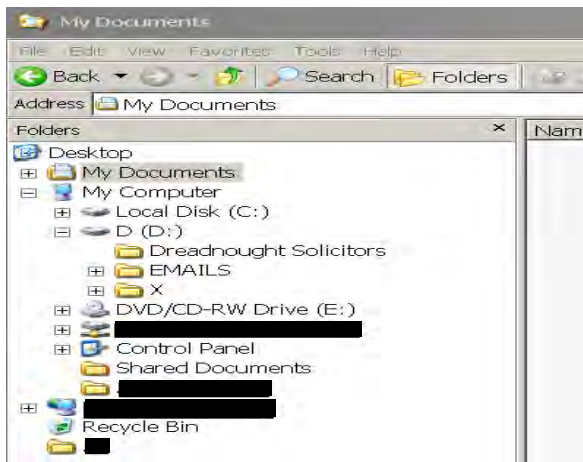 My Documents
File Edit View Favorites Tools Help
Back Search Folders
Address My Documents
Folders × Nam
Desktop
My Documents
My Computer
Local Disk (C:)
D (D:)
Dreadnought Solicitors
EMAILS
X
DVD/CD-RW Drive (E:)
Control Panel
Shared Documents
Recycle Bin